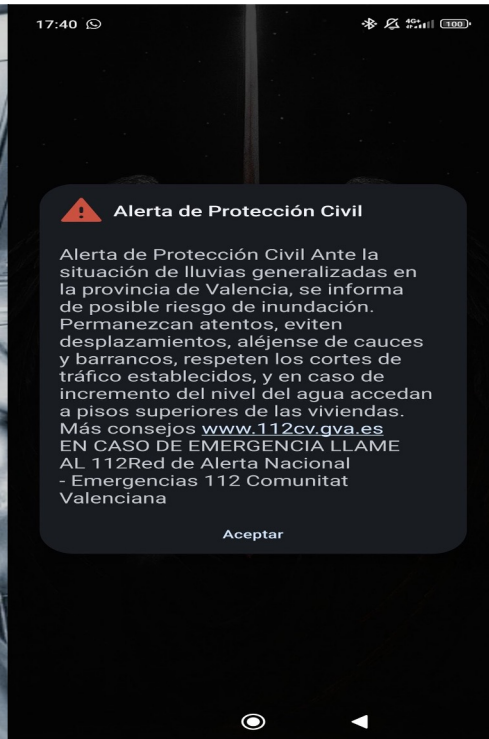 17:40
4G+
100
Alerta de Protección Civil
Alerta de Protección Civil Ante la
situación de lluvias generalizadas en
la provincia de Valencia, se informa
de posible riesgo de inundación.
Permanezcan atentos, eviten
desplazamientos, aléjense de cauces
y barrancos, respeten los cortes de
tráfico establecidos, y en caso de
incremento del nivel del agua accedan
a pisos superiores de las viviendas.
Más consejos www.112cv.gva.es
EN CASO DE EMERGENCIA LLAME
AL 112Red de Alerta Nacional
- Emergencias 112 Comunitat
Valenciana
Aceptar